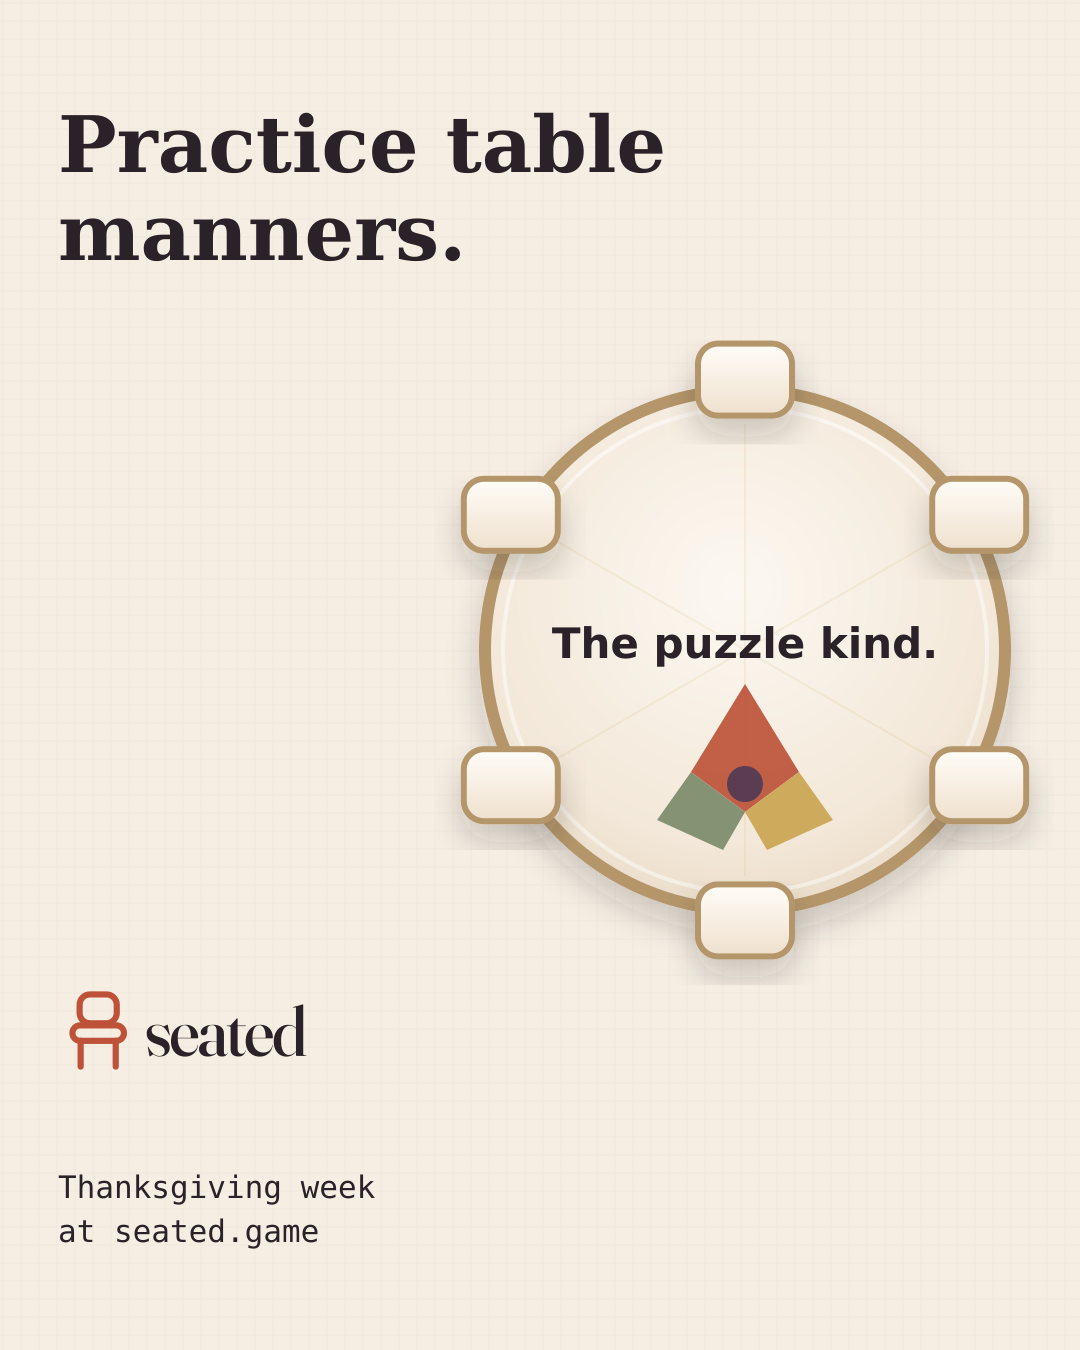 Practice table
manners.
The puzzle kind.
seated
Thanksgiving week
at seated.game